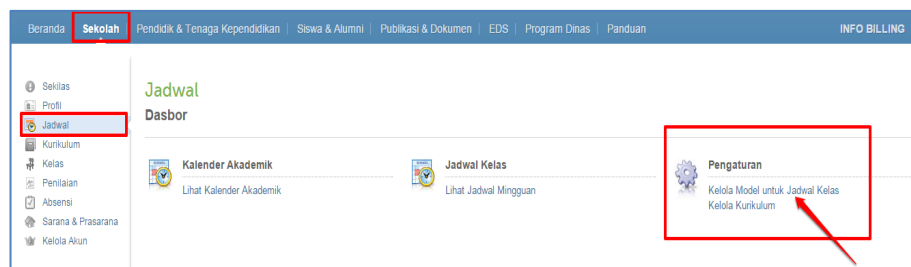 Beranda Sekolah Pendidik & Tenaga Kependidikan Siswa & Alumni Publikasi & Dokumen EDS Program Dinas Panduan INFO BILLING
Sekilas
Profil
Jadwal
Kurikulum
Kelas
Penilaian
Absensi
Sarana & Prasarana
Kelola Akun
Jadwal
Dasbor
Kalender Akademik
Lihat Kalender Akademik
Jadwal Kelas
Lihat Jadwal Mingguan
Pengaturan
Kelola Model untuk Jadwal Kelas
Kelola Kurikulum